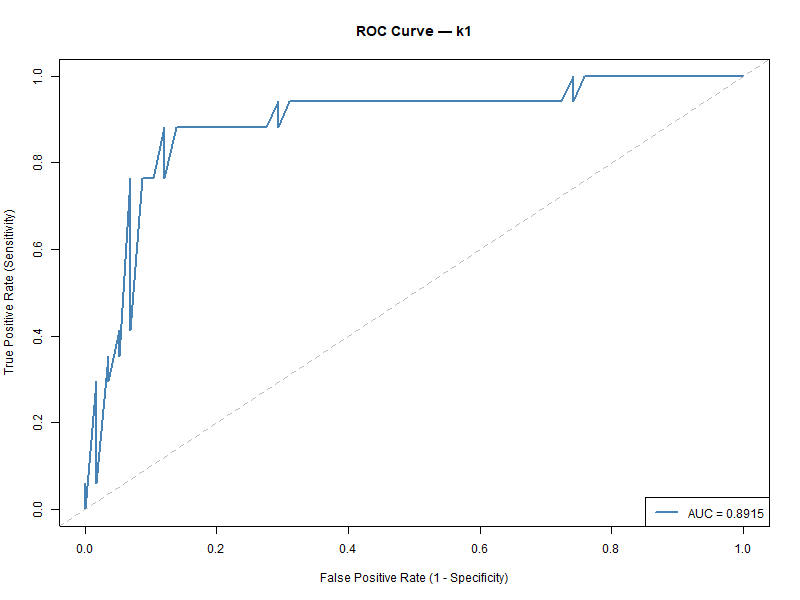 ROC Curve — k1
True Positive Rate (Sensitivity)
1.0
0.8
0.6
0.4
0.2
0.0
AUC = 0.8915
0.0 0.2 0.4 0.6 0.8 1.0
False Positive Rate (1 - Specificity)